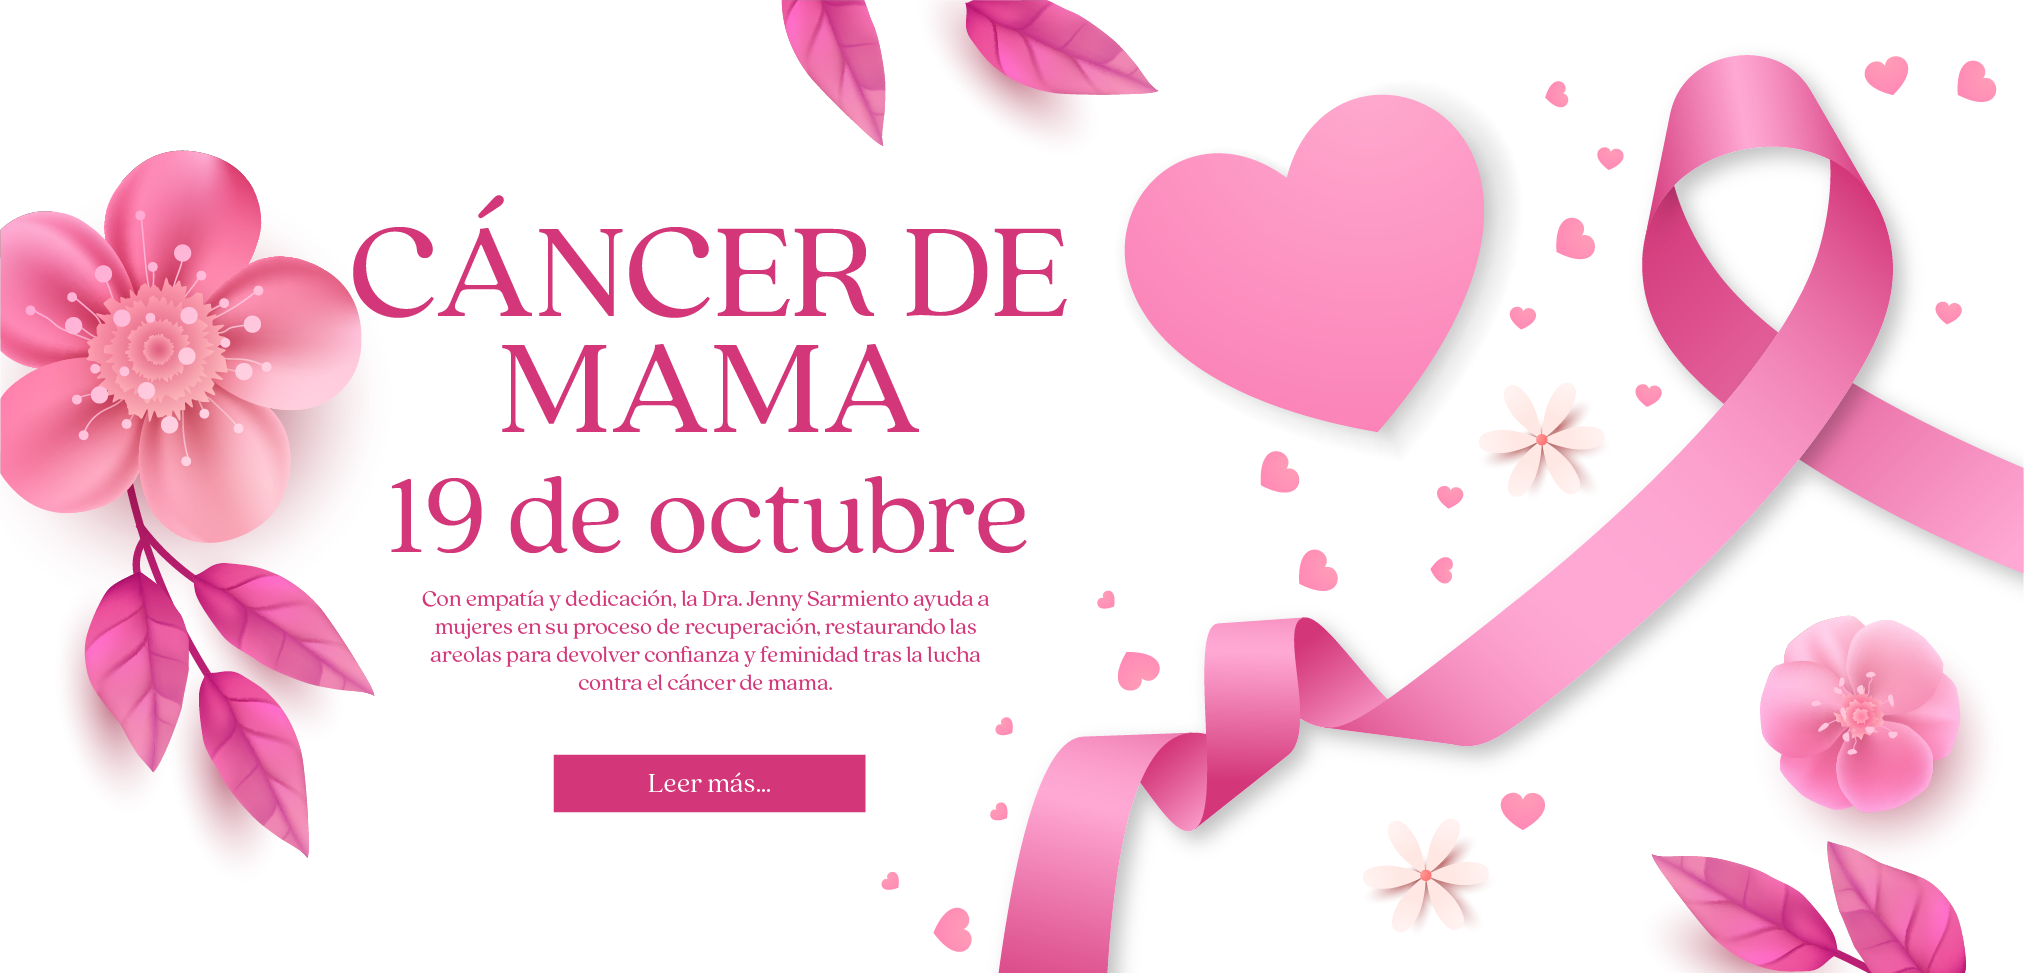 CÁNCER DE
MAMA
19 de octubre
Con empatía y dedicación, la Dra. Jenny Sarmiento ayuda a
mujeres en su proceso de recuperación, restaurando las
areolas para devolver confianza y feminidad tras la lucha
contra el cáncer de mama.
Leer más...